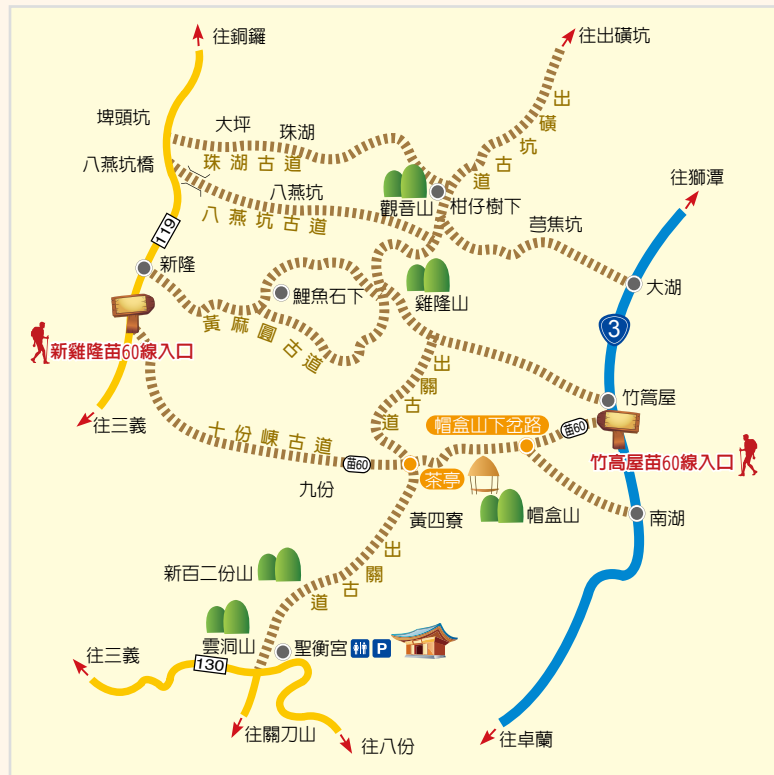 往銅鑼
往出磺坑
埤頭坑
大坪
珠湖
出磺坑古道
珠湖古道
八燕坑橋
八燕坑
往獅潭
觀音山
柑仔樹下
八燕坑古道
芎焦坑
119
新隆
鯉魚石下
雞隆山
大湖
黃麻園古道
3
新雞隆苗60線入口
出關古道
竹篙屋
往三義
十份崠古道
帽盒山下岔路
苗60
苗60
竹高屋苗60線入口
茶亭
九份
黃四寮
帽盒山
南湖
出關古道
新百二份山
雲洞山
聖衡宮
P
往三義
130
往關刀山
往八份
往卓蘭